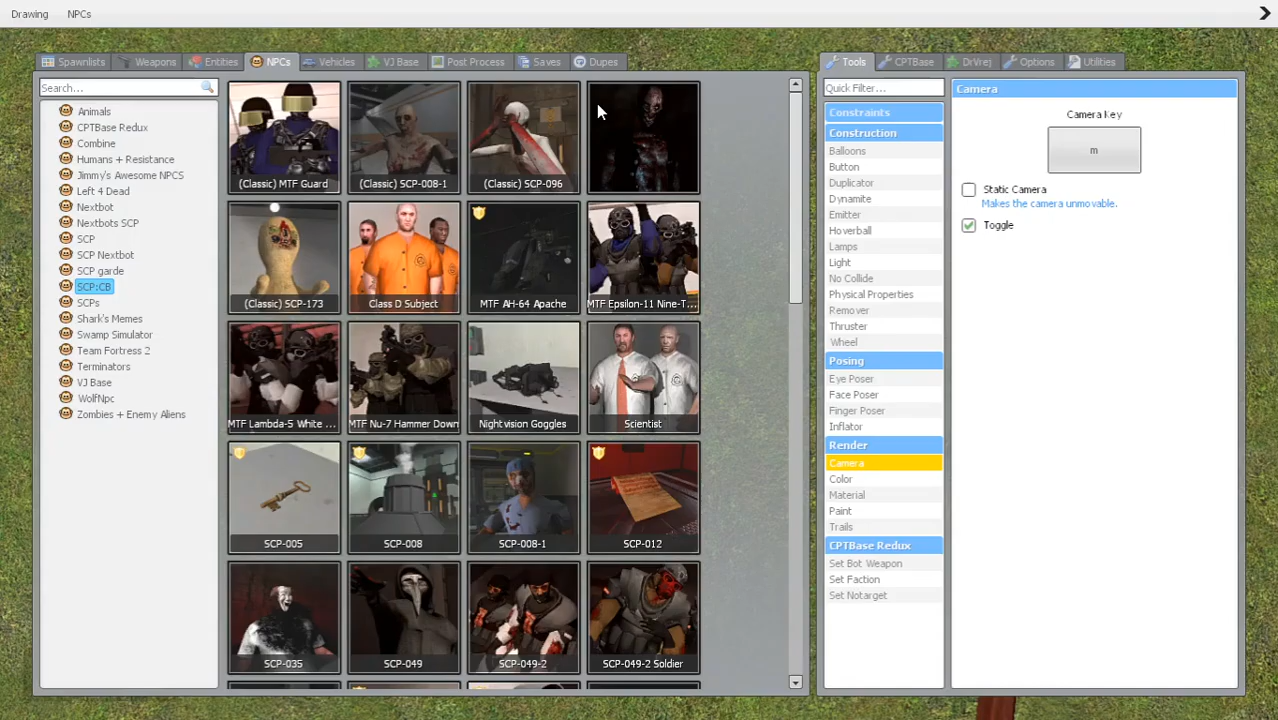 Drawing NPCs
Spawnlists Weapons Entities NPCs Vehicles VJ Base Post Process Saves Dupes
Tools CPTBase DrVrej Options Utilities
Search...
Animals
CPTBase Redux
Combine
Humans + Resistance
Jimmy's Awesome NPCS
Left 4 Dead
Nextbot
Nextbots SCP
SCP
SCP Nextbot
SCP garde
SCP:CB
SCPs
Shark's Memes
Swamp Simulator
Team Fortress 2
Terminators
VJ Base
WolfNpc
Zombies + Enemy Aliens
(Classic) MTF Guard (Classic) SCP-008-1 (Classic) SCP-096
(Classic) SCP-173 Class D Subject MTF AH-64 Apache MTF Epsilon-11 Nine-T...
MTF Lambda-5 White ... MTF Nu-7 Hammer Down Nightvision Goggles Scientist
SCP-005 SCP-008 SCP-008-1 SCP-012
SCP-035 SCP-049 SCP-049-2 SCP-049-2 Soldier
Quick Filter...
Constraints
Construction
Balloons
Button
Duplicator
Dynamite
Emitter
Hoverball
Lamps
Light
No Collide
Physical Properties
Remover
Thruster
Wheel
Posing
Eye Poser
Face Poser
Finger Poser
Inflator
Render
Camera
Color
Material
Paint
Trails
CPTBase Redux
Set Bot Weapon
Set Faction
Set Notarget
Camera
Camera Key
m
Static Camera
Makes the camera unmovable.
Toggle